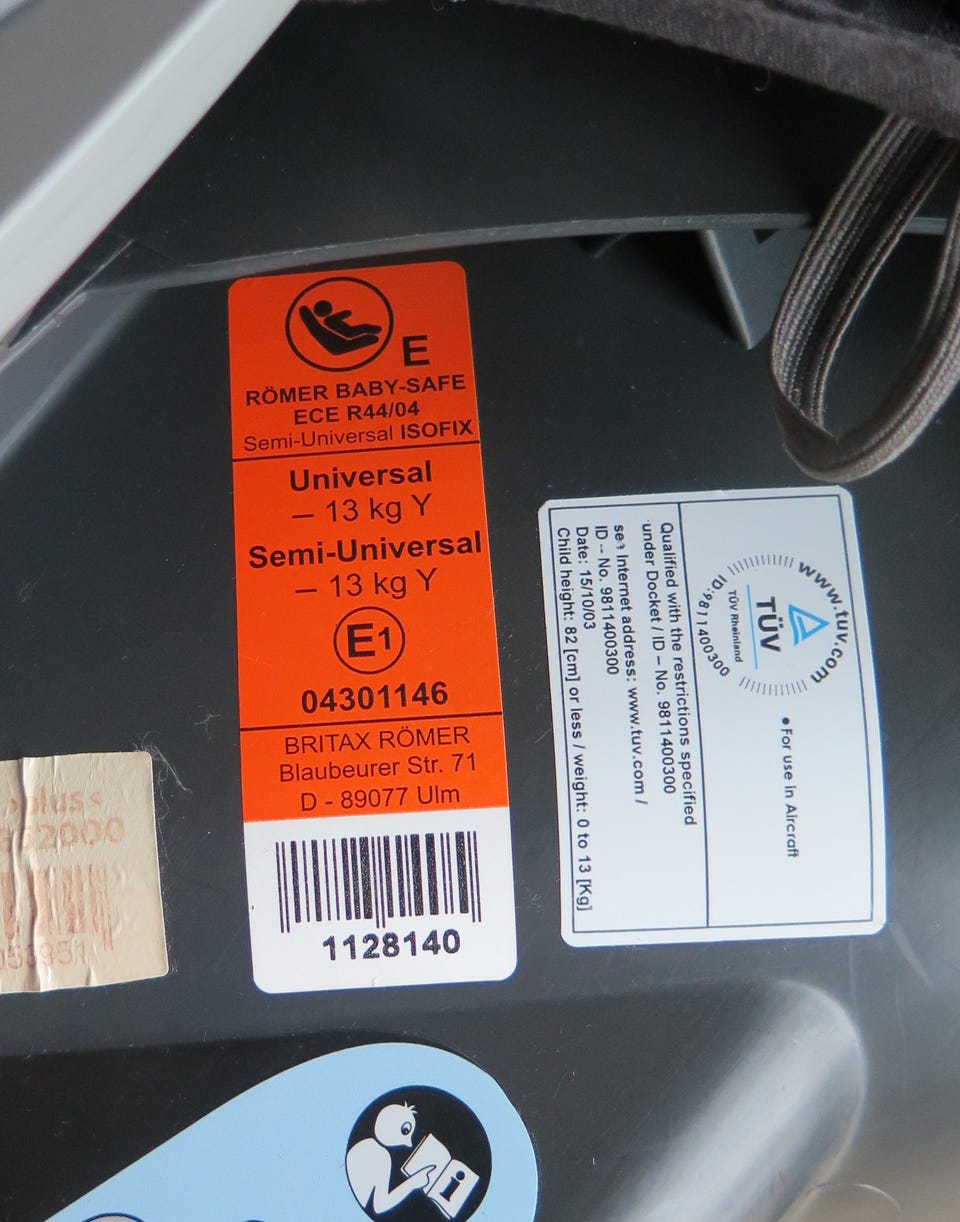 E
RÖMER BABY-SAFE
ECE R44/04
Semi-Universal ISOFIX
Universal
– 13 kg Y
Semi-Universal
– 13 kg Y
E1
04301146
BRITAX RÖMER
Blaubeurer Str. 71
D - 89077 Ulm
1128140
www.tuv.com
TÜV
TÜV Rheinland
ID:9811400300
●For use in Aircraft
Qualified with the restrictions specified
under Docket / ID – No. 9811400300
see Internet address: www.tuv.com /
ID – No. 9811400300
Date: 15/10/03
Child height: 82 [cm] or less / weight: 0 to 13 [Kg]
plus<
i